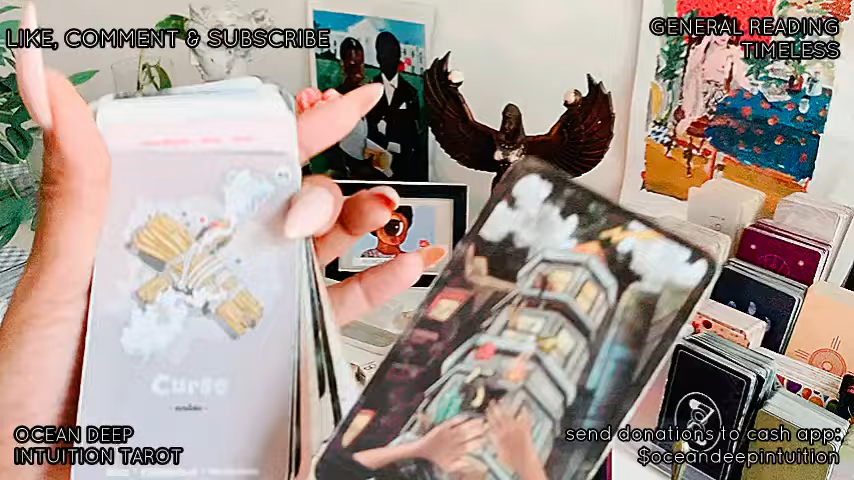 LIKE, COMMENT & SUBSCRIBE
GENERAL READING
TIMELESS
Curse
OCEAN DEEP
INTUITION TAROT
send donations to cash app:
$oceandeepintuition